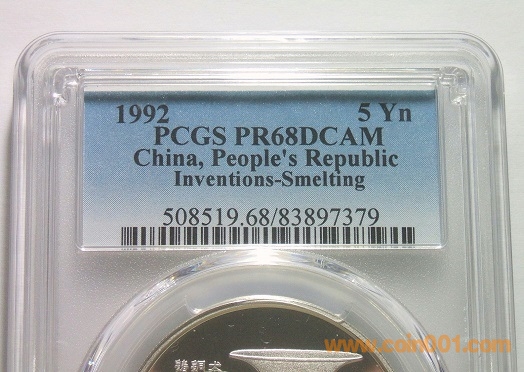 1992 5 Yn
PCGS PR68DCAM
China, People's Republic
Inventions-Smelting
508519.68/83897379
www.coin001.com